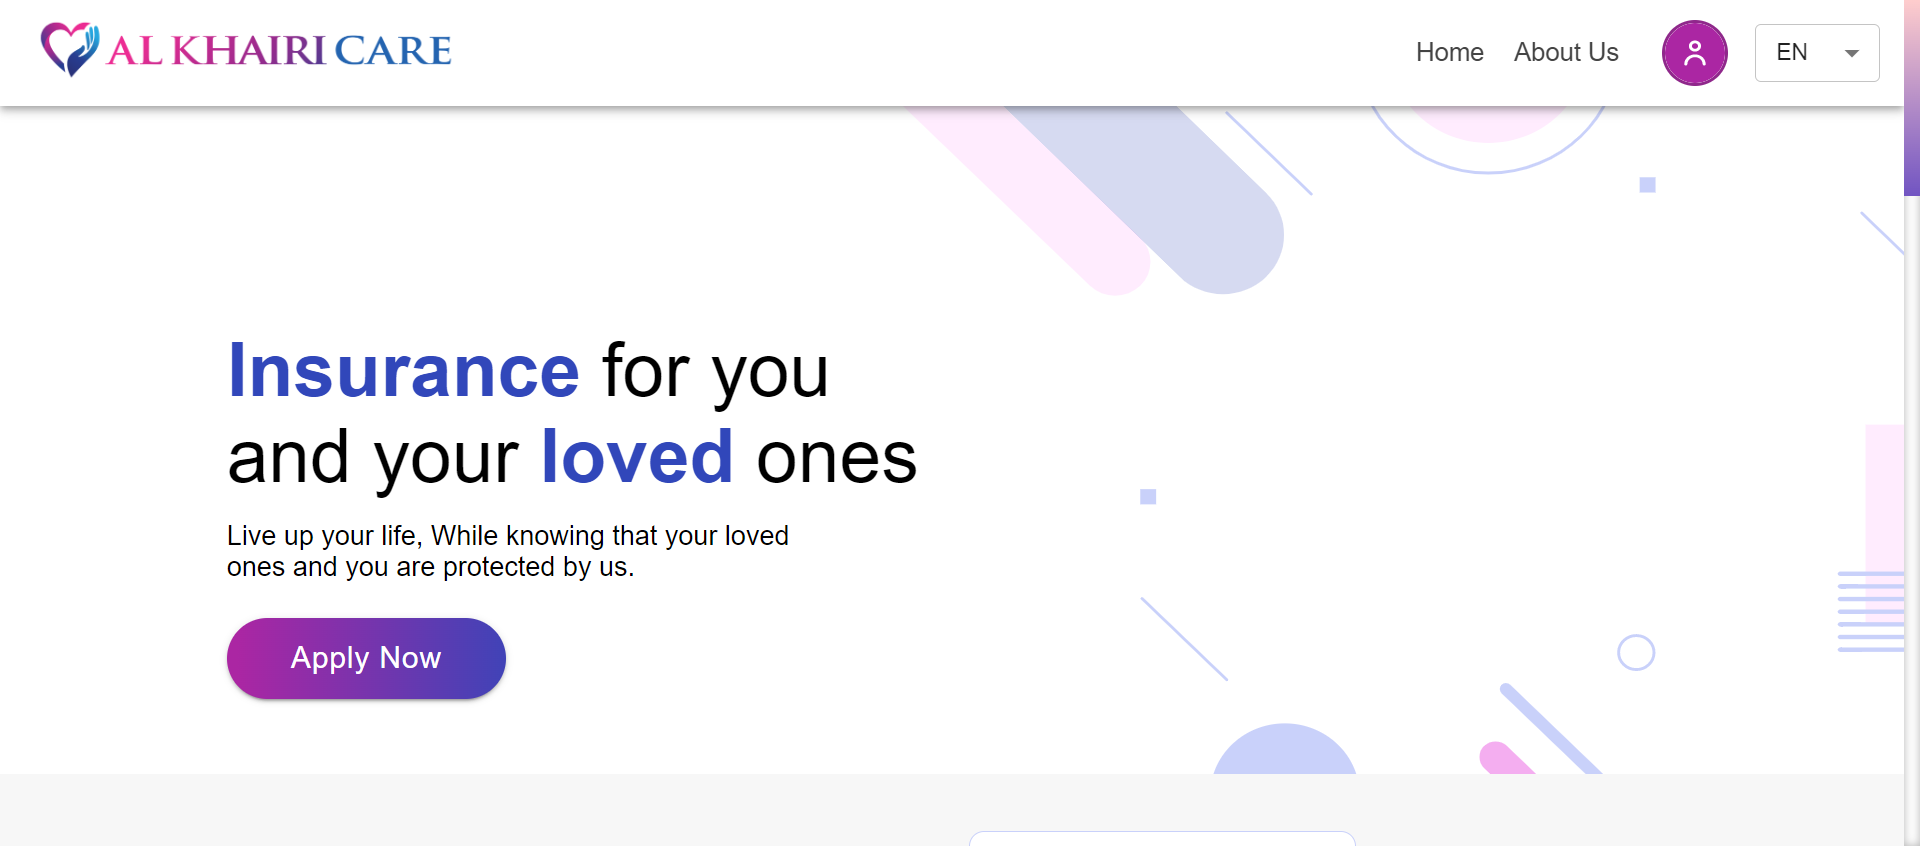 AL KHAIRI CARE
Home
About Us
EN
Insurance for you
and your loved ones
Live up your life, While knowing that your loved
ones and you are protected by us.
Apply Now